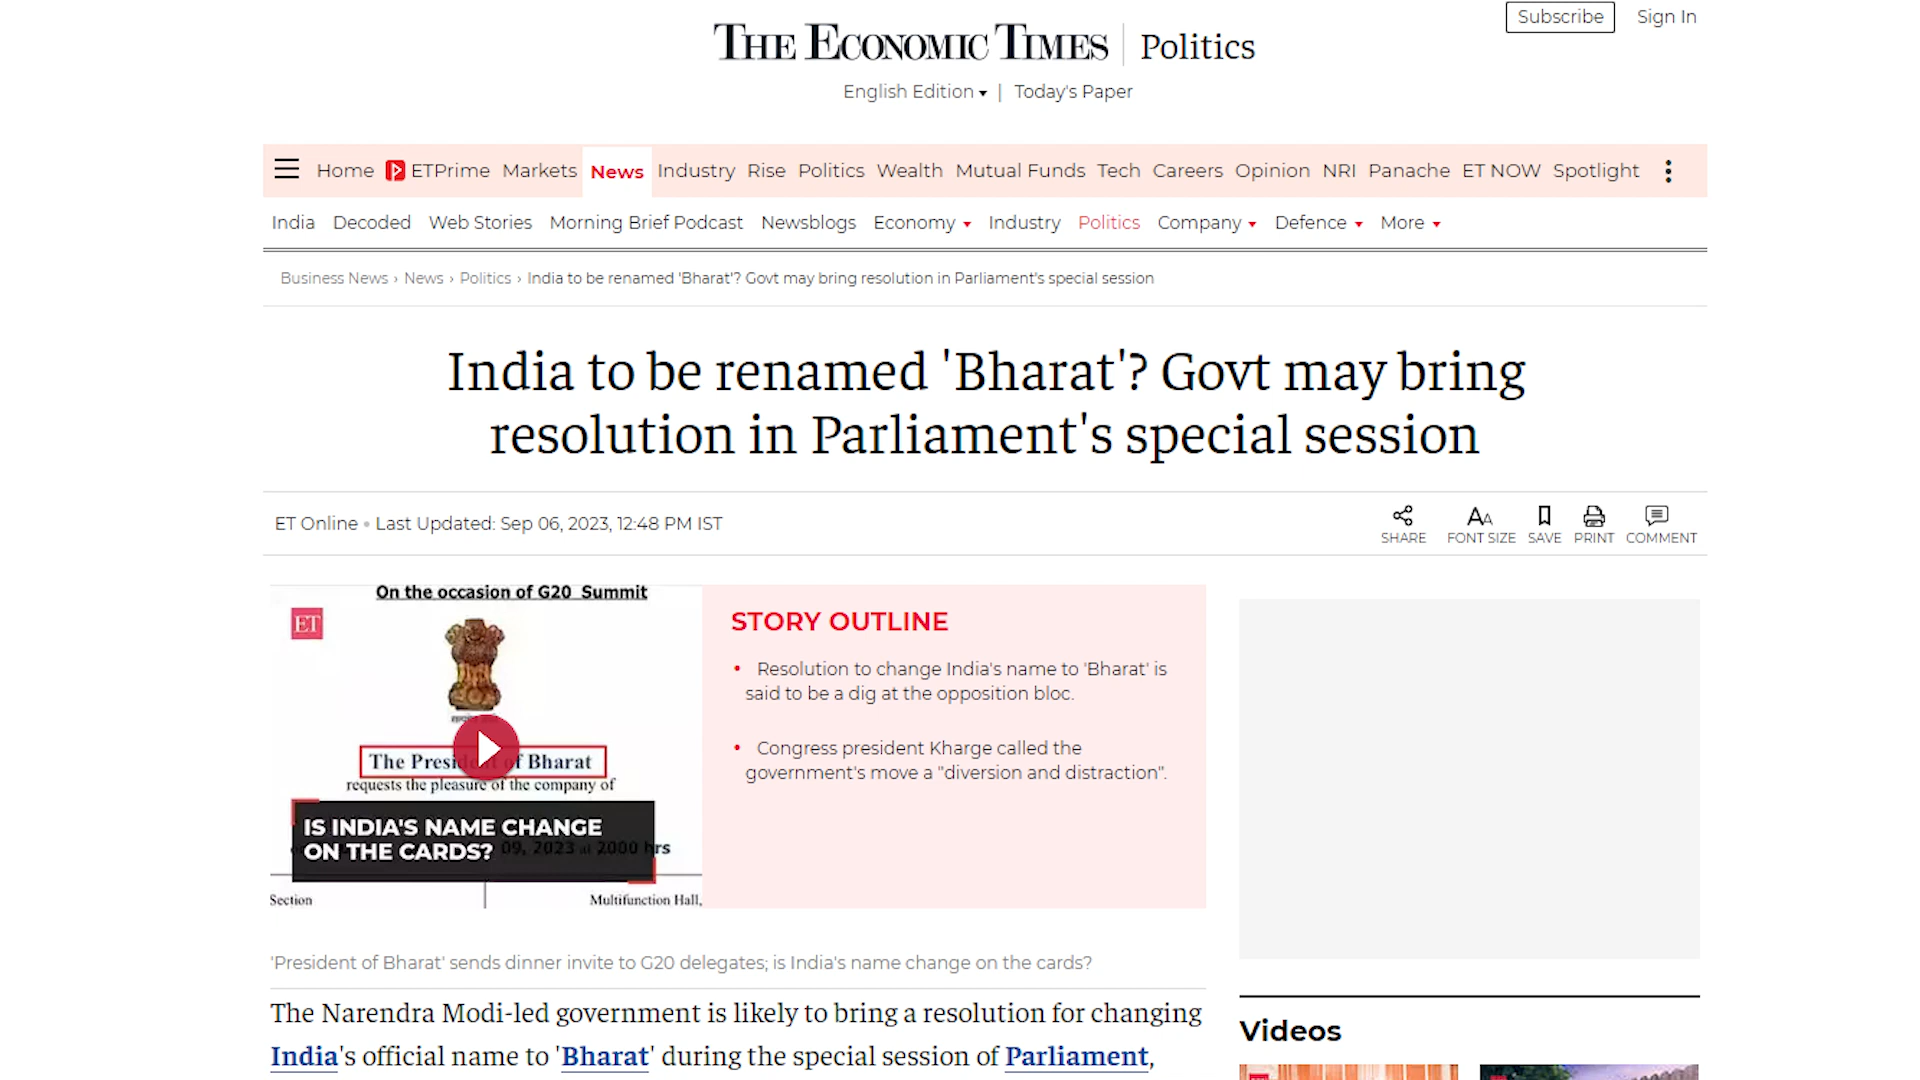 Subscribe Sign In
THE ECONOMIC TIMES | Politics
English Edition | Today's Paper
Home ETPrime Markets News Industry Rise Politics Wealth Mutual Funds Tech Careers Opinion NRI Panache ET NOW Spotlight
India Decoded Web Stories Morning Brief Podcast Newsblogs Economy Industry Politics Company Defence More
Business News › News › Politics › India to be renamed 'Bharat'? Govt may bring resolution in Parliament's special session
India to be renamed 'Bharat'? Govt may bring
resolution in Parliament's special session
ET Online • Last Updated: Sep 06, 2023, 12:48 PM IST
SHARE FONT SIZE SAVE PRINT COMMENT
On the occasion of G20 Summit
ET
The President of Bharat
requests the pleasure of the company of
IS INDIA'S NAME CHANGE
ON THE CARDS? 09, 2023 at 2000 hrs
Section Multifunction Hall,
STORY OUTLINE
• Resolution to change India's name to 'Bharat' is
said to be a dig at the opposition bloc.
• Congress president Kharge called the
government's move a "diversion and distraction".
'President of Bharat' sends dinner invite to G20 delegates; is India's name change on the cards?
The Narendra Modi-led government is likely to bring a resolution for changing
India's official name to 'Bharat' during the special session of Parliament,
Videos